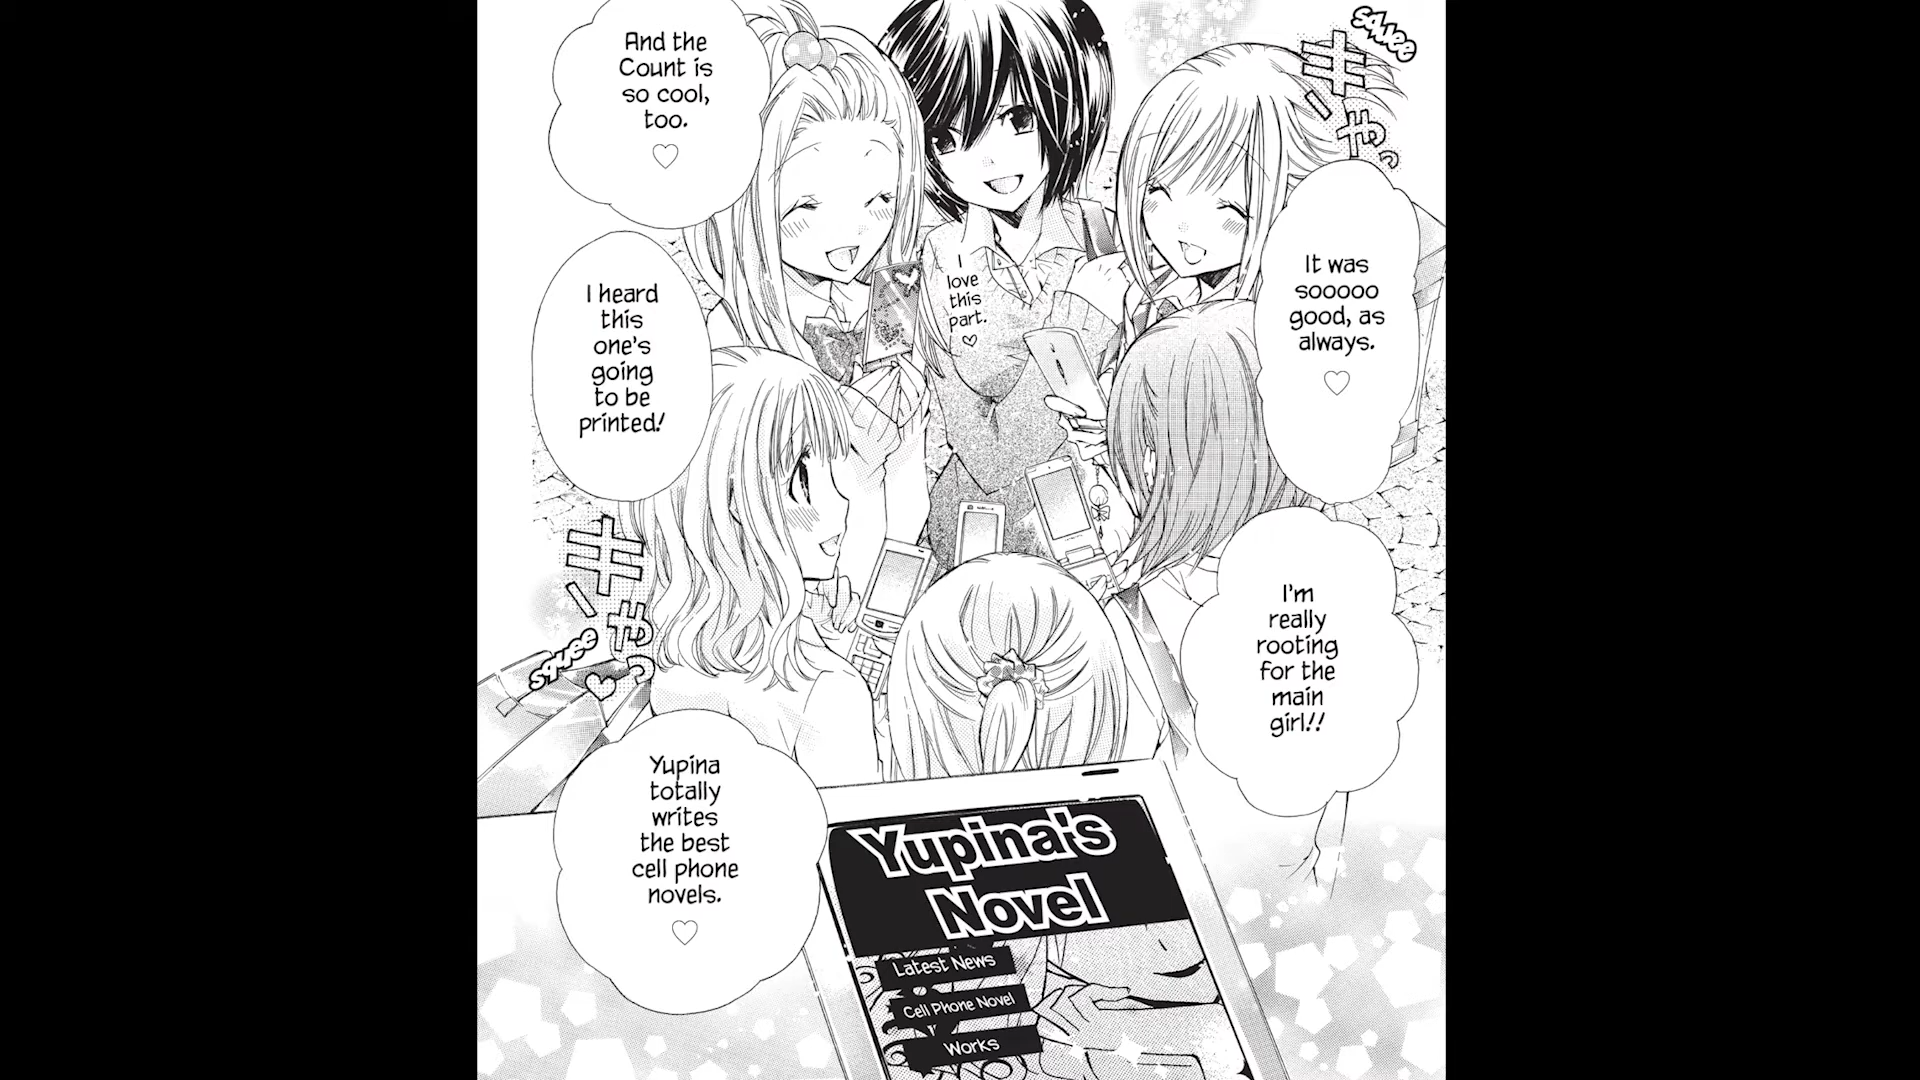 squee
キャーっ
It was
sooooo
good, as
always.
♡
I
love
this
part.
♡
And the
Count is
so cool,
too.
♡
I heard
this
one's
going
to be
printed!
I'm
really
rooting
for the
main
girl!!
キャーっ
squee
♡
Yupina
totally
writes
the best
cell phone
novels.
♡
Yupina's
Novel
Latest News
Cell Phone Novel
Works